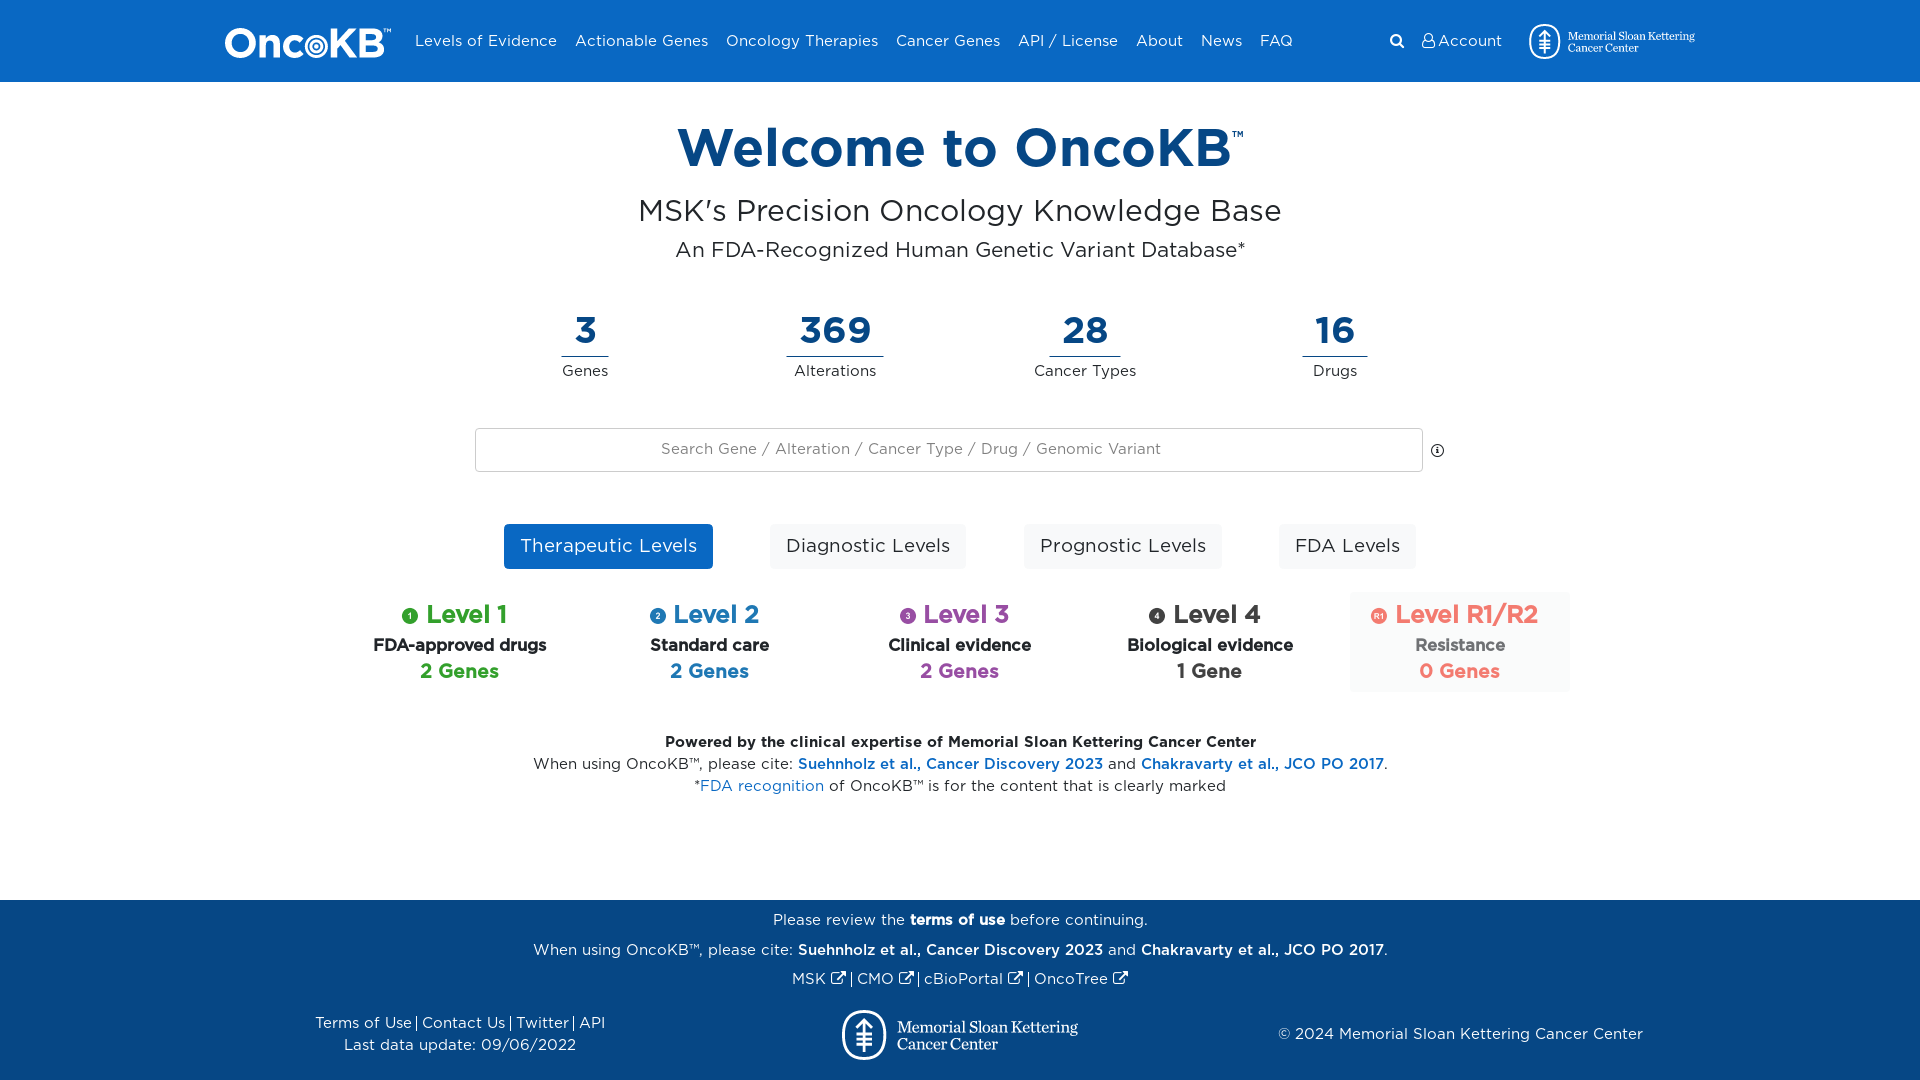 OncoKB™
Levels of Evidence Actionable Genes Oncology Therapies Cancer Genes API / License About News FAQ
Account
Memorial Sloan Kettering
Cancer Center
Welcome to OncoKB™
MSK's Precision Oncology Knowledge Base
An FDA-Recognized Human Genetic Variant Database*
3
Genes
369
Alterations
28
Cancer Types
16
Drugs
Search Gene / Alteration / Cancer Type / Drug / Genomic Variant
Therapeutic Levels Diagnostic Levels Prognostic Levels FDA Levels
1 Level 1
FDA-approved drugs
2 Genes
2 Level 2
Standard care
2 Genes
3 Level 3
Clinical evidence
2 Genes
4 Level 4
Biological evidence
1 Gene
R1 Level R1/R2
Resistance
0 Genes
Powered by the clinical expertise of Memorial Sloan Kettering Cancer Center
When using OncoKB™, please cite: Suehnholz et al., Cancer Discovery 2023 and Chakravarty et al., JCO PO 2017.
*FDA recognition of OncoKB™ is for the content that is clearly marked
Please review the terms of use before continuing.
When using OncoKB™, please cite: Suehnholz et al., Cancer Discovery 2023 and Chakravarty et al., JCO PO 2017.
MSK | CMO | cBioPortal | OncoTree
Terms of Use | Contact Us | Twitter | API
Last data update: 09/06/2022
Memorial Sloan Kettering
Cancer Center
© 2024 Memorial Sloan Kettering Cancer Center